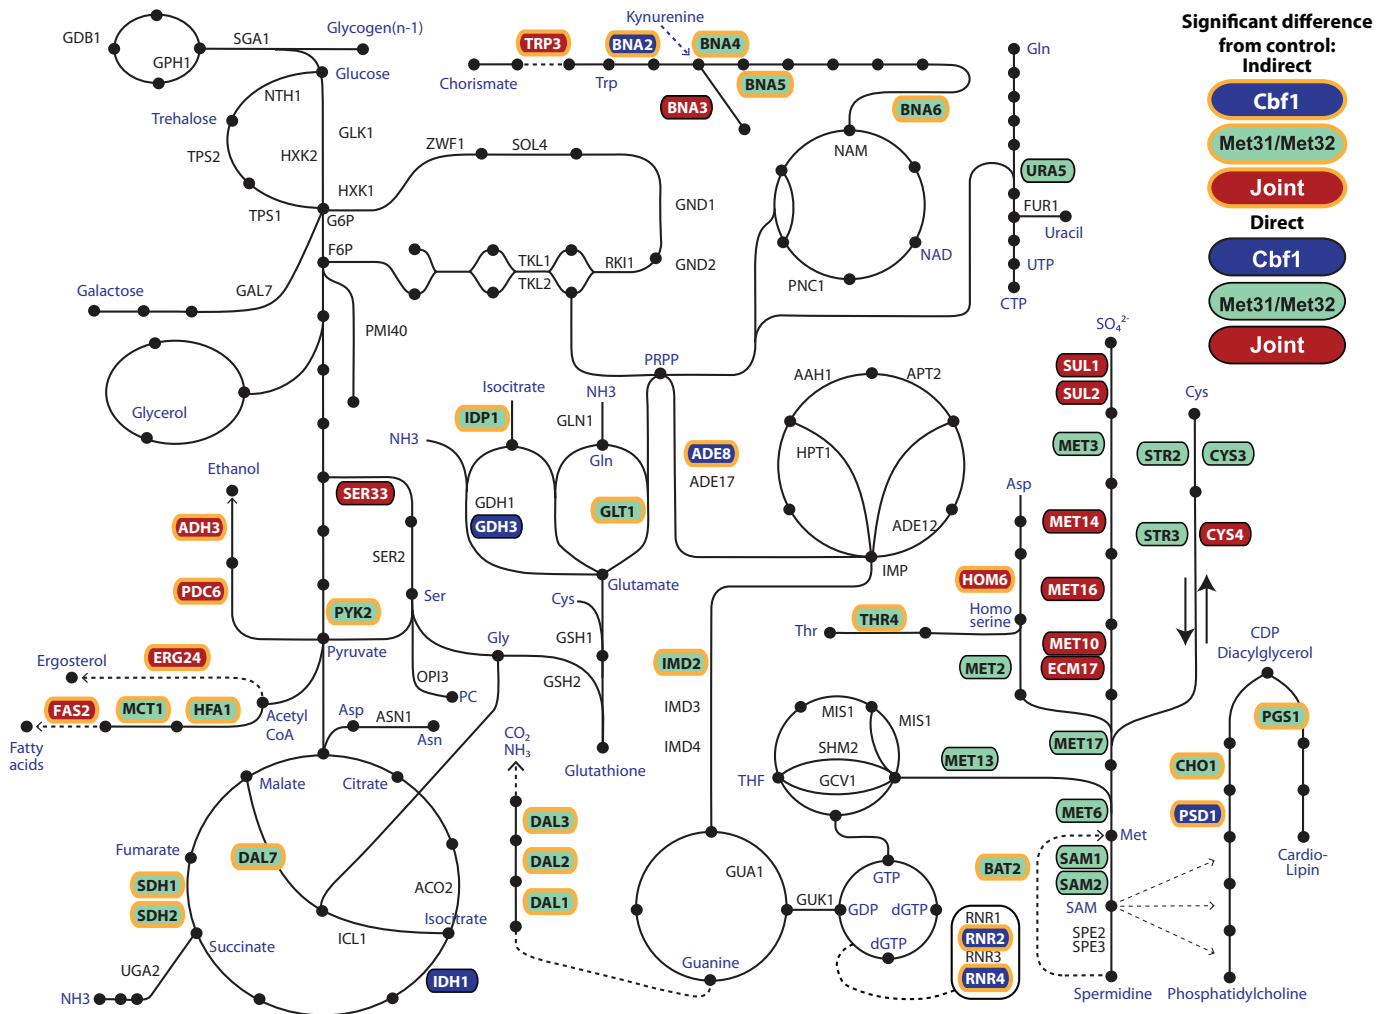 Significant difference
from control:
Indirect
Cbf1
Met31/Met32
Joint
Direct
Cbf1
Met31/Met32
Joint
GDB1
GPH1
SGA1
Glycogen(n-1)
Glucose
NTH1
Trehalose
GLK1
TPS2
HXK2
HXK1
TPS1
G6P
F6P
ZWF1
SOL4
GND1
GND2
TKL1
TKL2
RKI1
Galactose
GAL7
PMI40
Glycerol
Kynurenine
TRP3
BNA2
BNA4
Chorismate
Trp
BNA5
BNA3
BNA6
NAM
NAD
PNC1
Gln
URA5
FUR1
Uracil
UTP
CTP
PRPP
Isocitrate
NH3
IDP1
GLN1
NH3
Gln
GDH1
GDH3
GLT1
Glutamate
ADE8
ADE17
AAH1
APT2
HPT1
ADE12
IMP
Ethanol
ADH3
PDC6
SER33
SER2
Ser
PYK2
Pyruvate
Ergosterol
ERG24
FAS2
MCT1
HFA1
Acetyl
CoA
Fatty
acids
OPI3
PC
Gly
Cys
GSH1
GSH2
Glutathione
Asp
ASN1
Asn
Malate
Citrate
Fumarate
DAL7
SDH1
SDH2
Succinate
ACO2
Isocitrate
ICL1
IDH1
UGA2
NH3
CO₂
NH₃
DAL3
DAL2
DAL1
IMD2
IMD3
IMD4
GUA1
Guanine
GUK1
GTP
GDP
dGTP
dGTP
RNR1
RNR2
RNR3
RNR4
MIS1
MIS1
SHM2
GCV1
THF
MET13
Asp
HOM6
Homo
serine
Thr
THR4
MET2
SO₄²⁻
SUL1
SUL2
MET3
MET14
MET16
MET10
ECM17
MET17
MET6
Met
BAT2
SAM1
SAM2
SAM
SPE2
SPE3
Spermidine
Cys
STR2
CYS3
STR3
CYS4
CDP
Diacylglycerol
PGS1
CHO1
PSD1
Cardio-
Lipin
Phosphatidylcholine